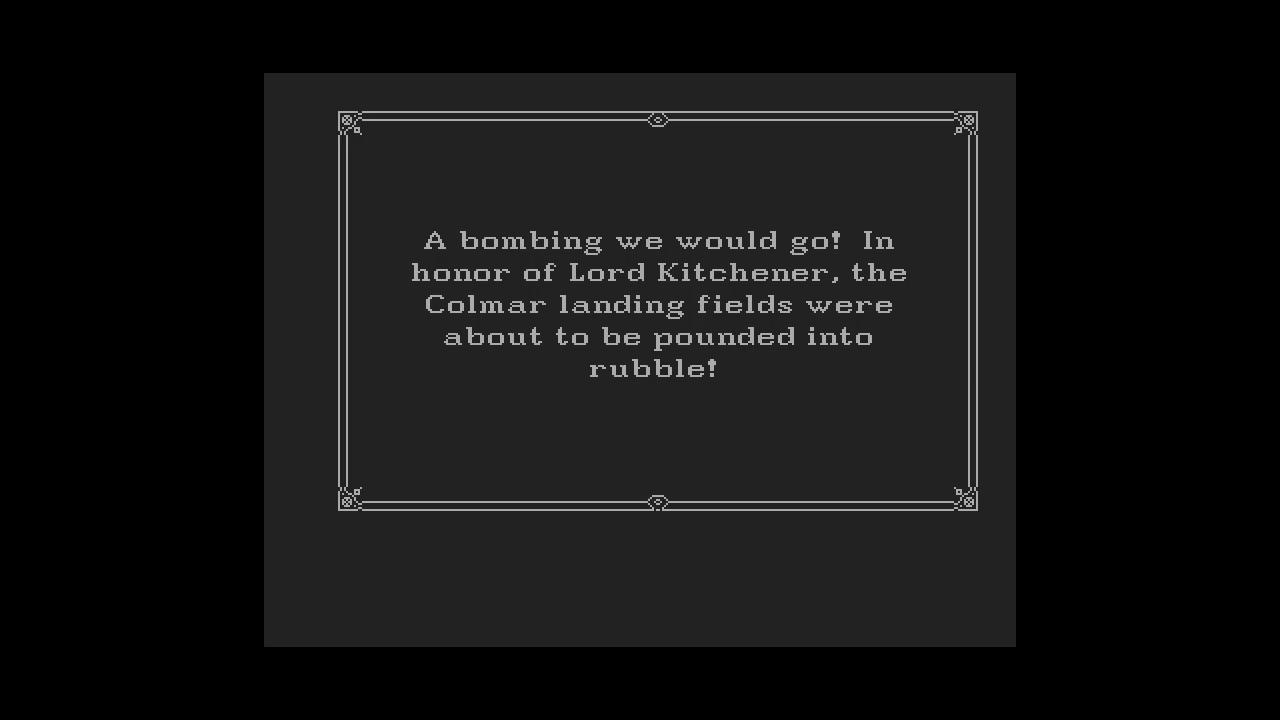 A bombing we would go!  In
honor of Lord Kitchener, the
Colmar landing fields were
about to be pounded into
rubble!